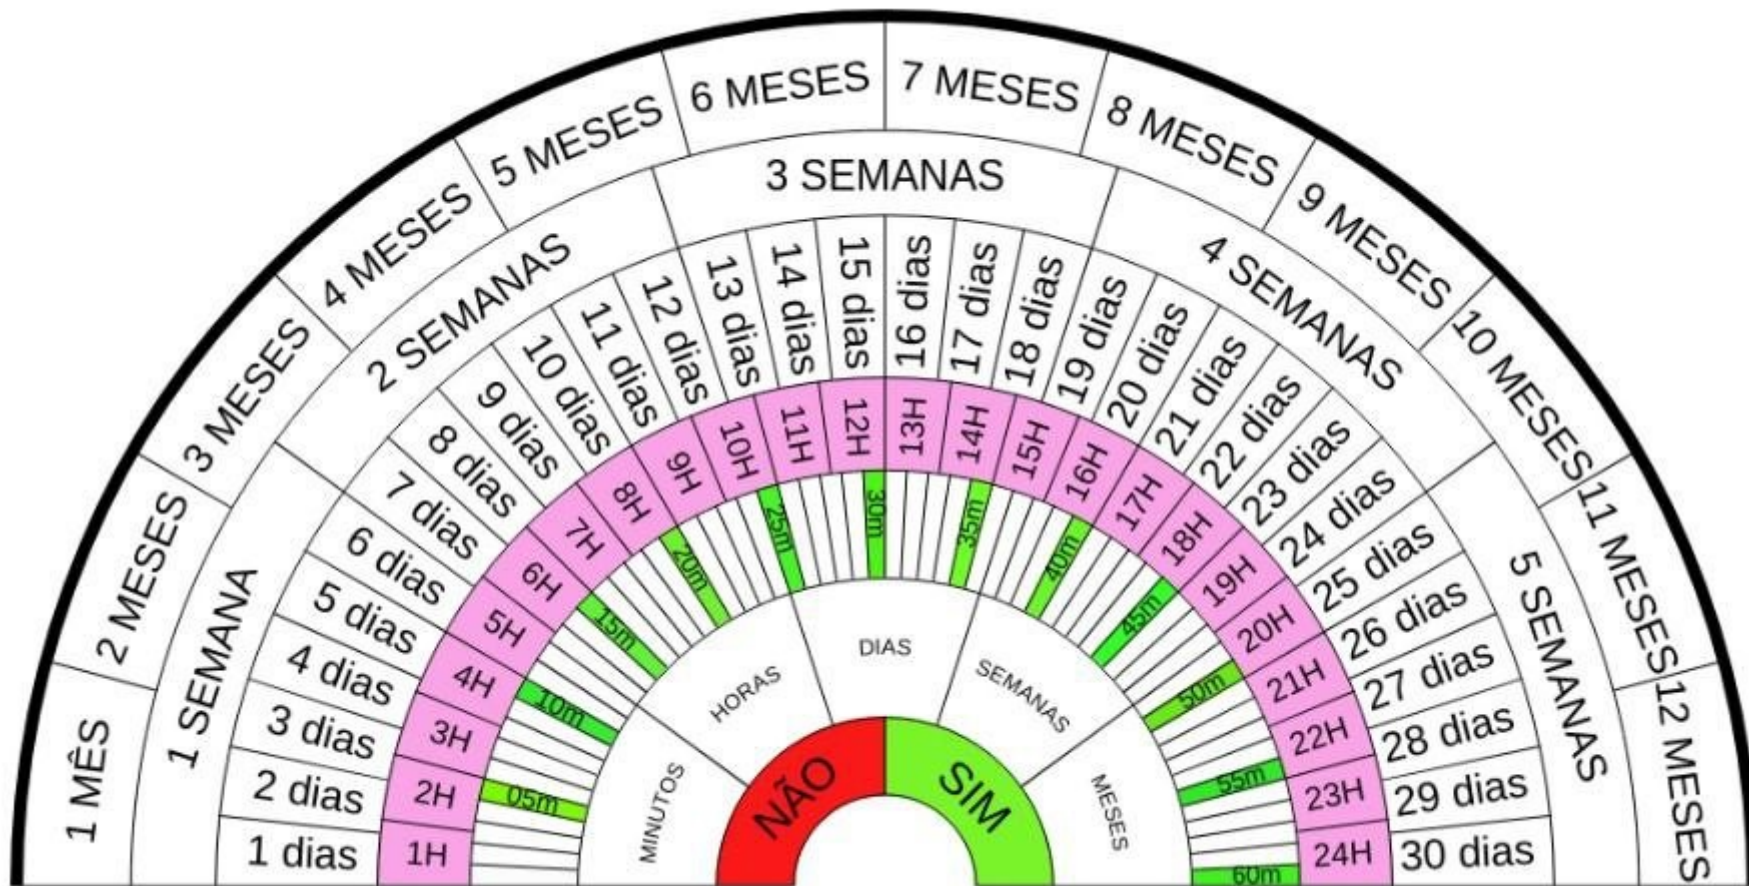 1 MÊS
2 MESES
3 MESES
4 MESES
5 MESES
6 MESES
7 MESES
8 MESES
9 MESES
10 MESES
11 MESES
12 MESES
1 SEMANA
2 SEMANAS
3 SEMANAS
4 SEMANAS
5 SEMANAS
1 dias
2 dias
3 dias
4 dias
5 dias
6 dias
7 dias
8 dias
9 dias
10 dias
11 dias
12 dias
13 dias
14 dias
15 dias
16 dias
17 dias
18 dias
19 dias
20 dias
21 dias
22 dias
23 dias
24 dias
25 dias
26 dias
27 dias
28 dias
29 dias
30 dias
1H
2H
3H
4H
5H
6H
7H
8H
9H
10H
11H
12H
13H
14H
15H
16H
17H
18H
19H
20H
21H
22H
23H
24H
05m
10m
15m
20m
25m
30m
35m
40m
45m
50m
55m
60m
MINUTOS
HORAS
DIAS
SEMANAS
MESES
NÃO
SIM